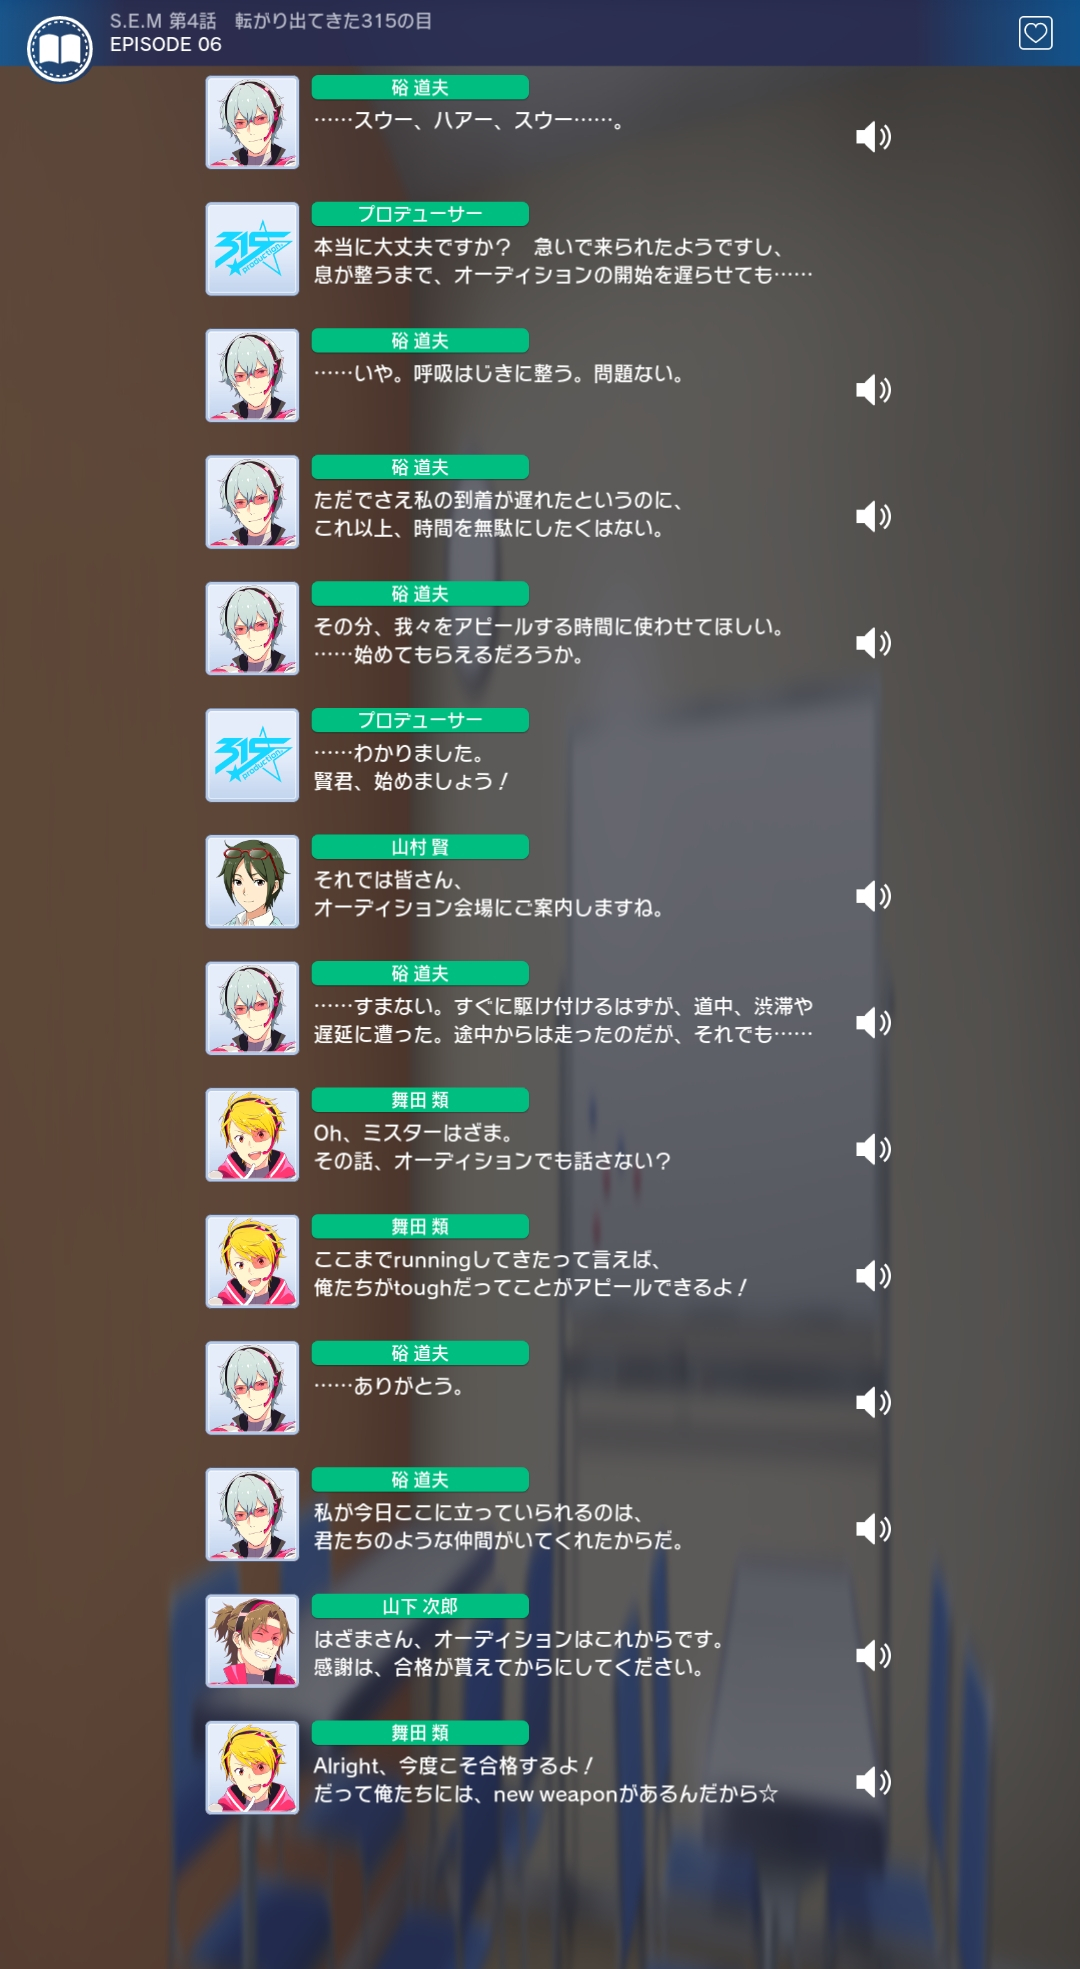 S.E.M 第4話　転がり出てきた315の目
EPISODE 06
硲 道夫
……スウー、ハアー、スウー……。
プロデューサー
本当に大丈夫ですか？　急いで来られたようですし、
息が整うまで、オーディションの開始を遅らせても……
315 production
硲 道夫
……いや。呼吸はじきに整う。問題ない。
硲 道夫
ただでさえ私の到着が遅れたというのに、
これ以上、時間を無駄にしたくはない。
硲 道夫
その分、我々をアピールする時間に使わせてほしい。
……始めてもらえるだろうか。
プロデューサー
……わかりました。
賢君、始めましょう！
315 production
山村 賢
それでは皆さん、
オーディション会場にご案内しますね。
硲 道夫
……すまない。すぐに駆け付けるはずが、道中、渋滞や
遅延に遭った。途中からは走ったのだが、それでも……
舞田 類
Oh、ミスターはざま。
その話、オーディションでも話さない？
舞田 類
ここまでrunningしてきたって言えば、
俺たちがtoughだってことがアピールできるよ！
硲 道夫
……ありがとう。
硲 道夫
私が今日ここに立っていられるのは、
君たちのような仲間がいてくれたからだ。
山下 次郎
はざまさん、オーディションはこれからです。
感謝は、合格が貰えてからにしてください。
舞田 類
Alright、今度こそ合格するよ！
だって俺たちには、new weaponがあるんだから☆